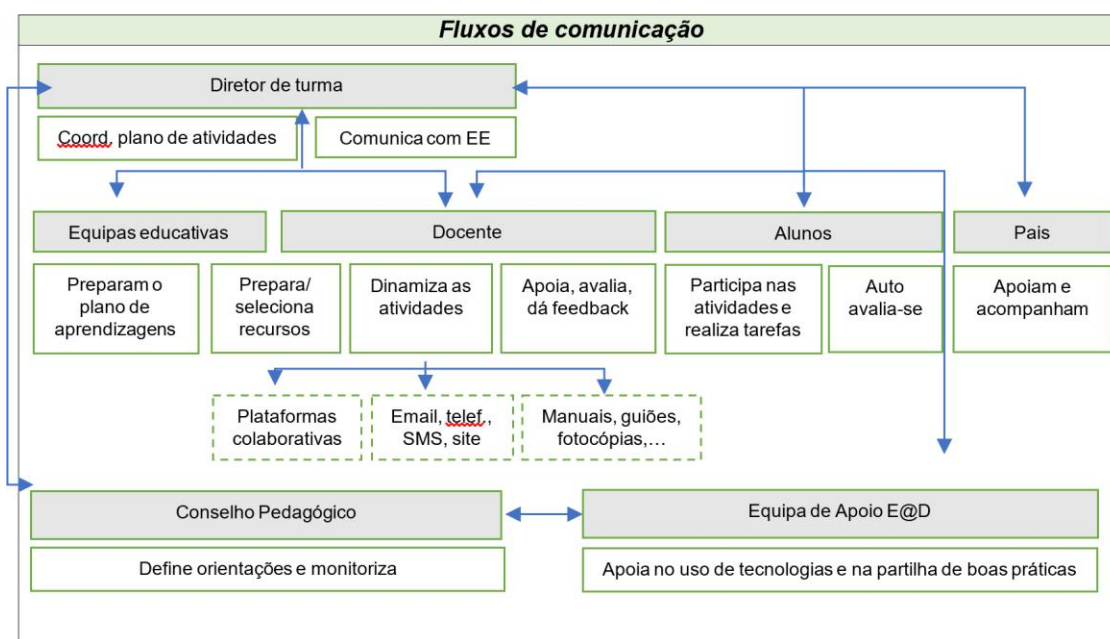 Fluxos de comunicação
Diretor de turma
Coord. plano de atividades
Comunica com EE
Equipas educativas
Docente
Alunos
Pais
Preparam o
plano de
aprendizagens
Prepara/
seleciona
recursos
Dinamiza as
atividades
Apoia, avalia,
dá feedback
Participa nas
atividades e
realiza tarefas
Auto
avalia-se
Apoiam e
acompanham
Plataformas
colaborativas
Email, telef.,
SMS, site
Manuais, guiões,
fotocópias,…
Conselho Pedagógico
Equipa de Apoio E@D
Define orientações e monitoriza
Apoia no uso de tecnologias e na partilha de boas práticas